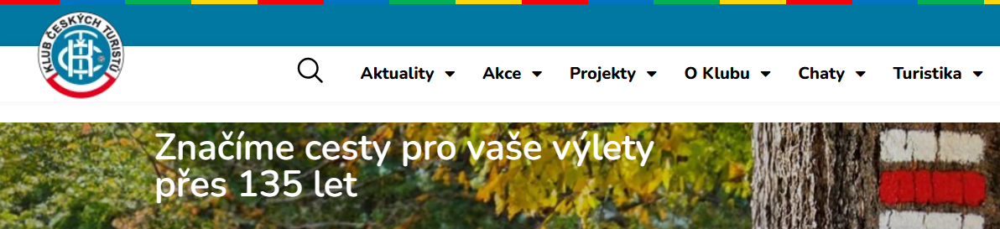 KLUB ČESKÝCH TURISTŮ
Aktuality
Akce
Projekty
O Klubu
Chaty
Turistika
Značíme cesty pro vaše výlety
přes 135 let